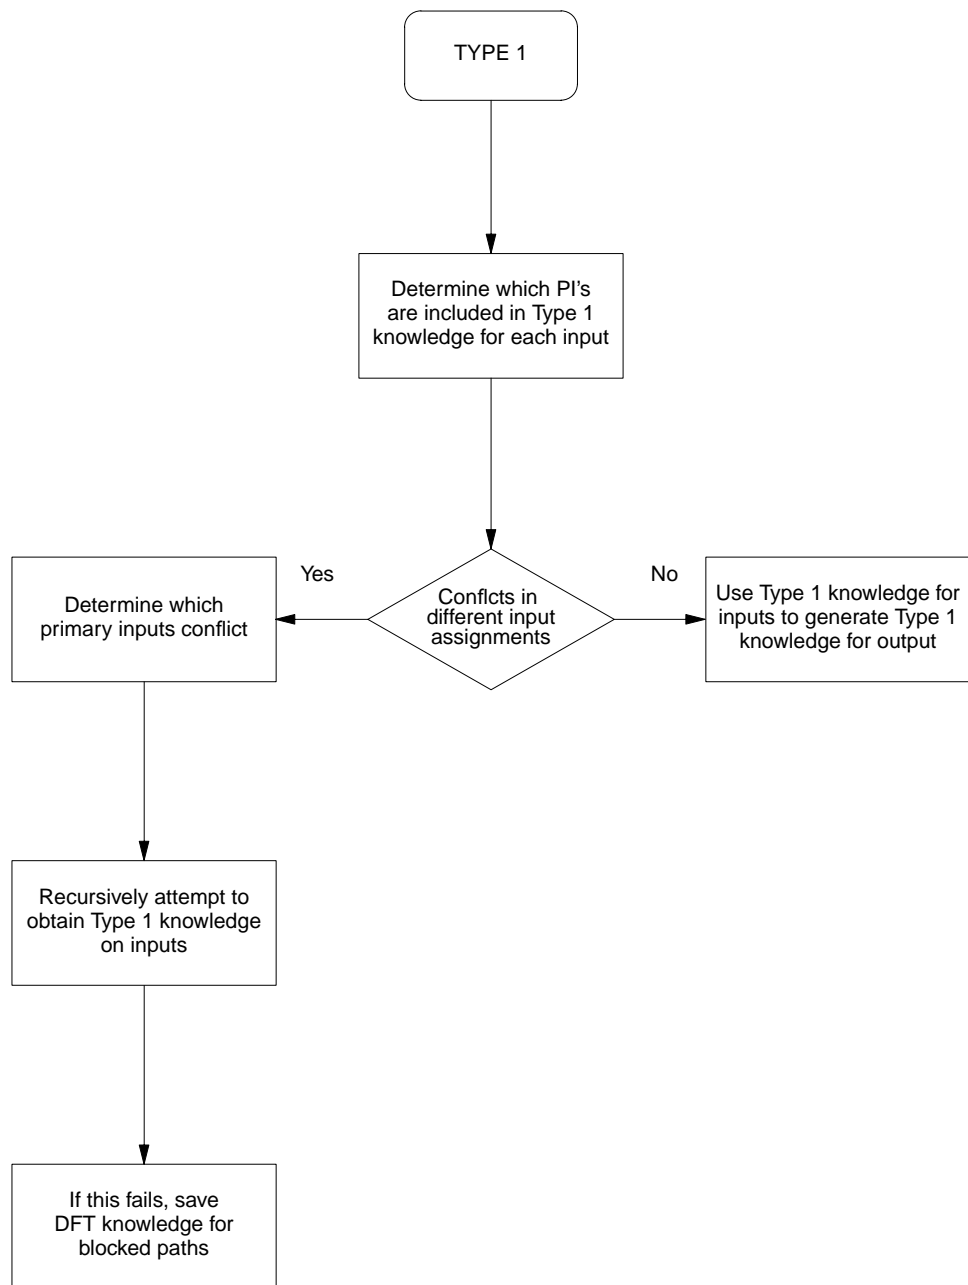 TYPE 1
Determine which PI's
are included in Type 1
knowledge for each input
Yes
No
Determine which
primary inputs conflict
Conflcts in
different input
assignments
Use Type 1 knowledge for
inputs to generate Type 1
knowledge for output
Recursively attempt to
obtain Type 1 knowledge
on inputs
If this fails, save
DFT knowledge for
blocked paths